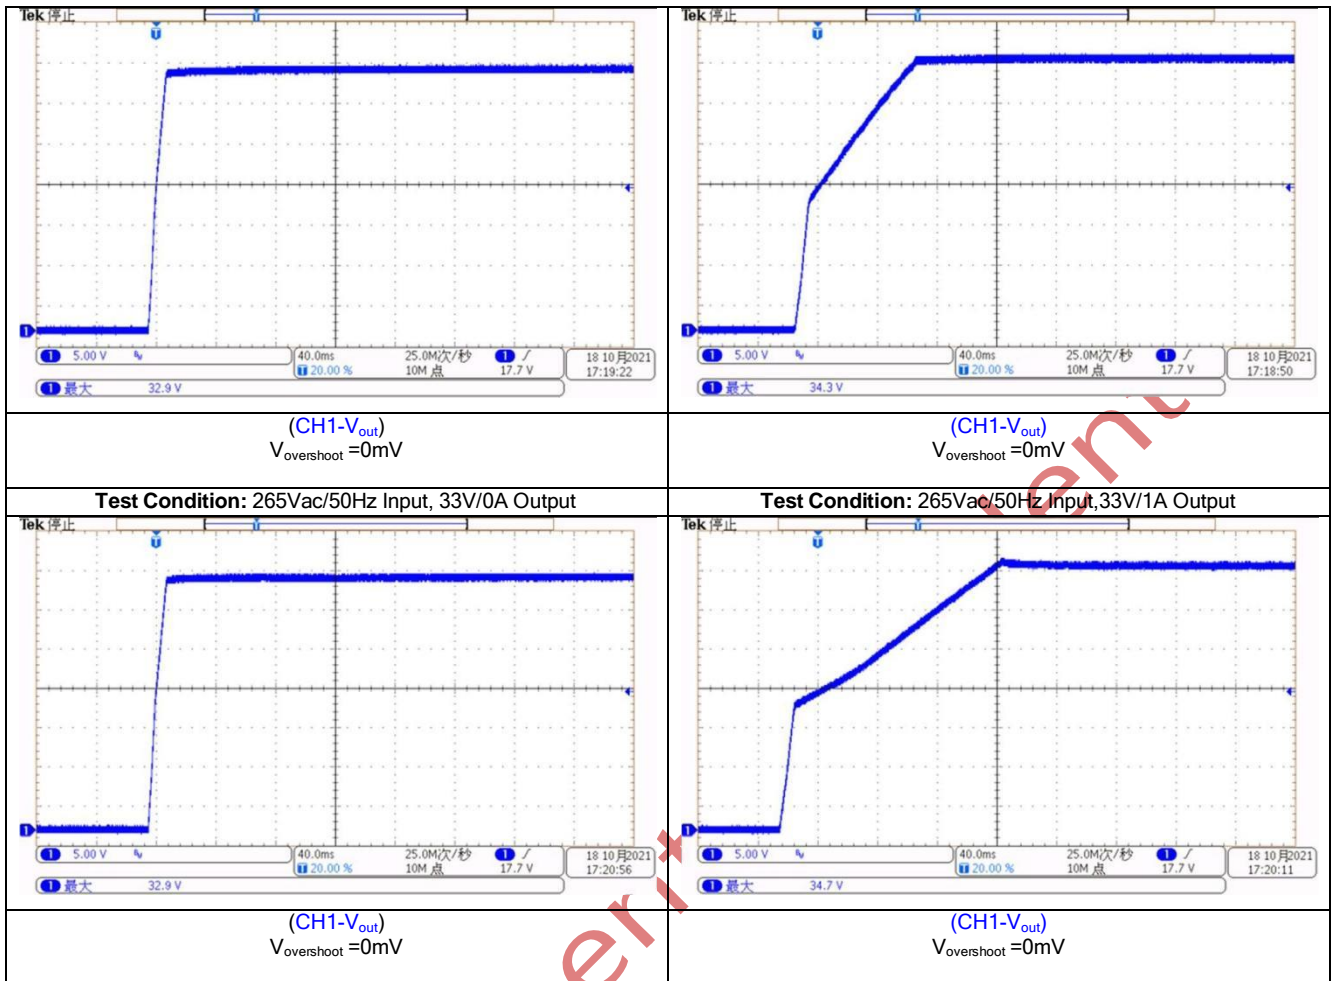 Tek 停止
5.00 V
40.0ms
25.0M次/秒
1
17.7 V
20.00 %
10M 点
18 10月2021
17:19:22
1 最大 32.9 V
Tek 停止
5.00 V
40.0ms
25.0M次/秒
1
17.7 V
20.00 %
10M 点
18 10月2021
17:18:50
1 最大 34.3 V
(CH1-Vout)
Vovershoot =0mV
(CH1-Vout)
Vovershoot =0mV
Test Condition: 265Vac/50Hz Input, 33V/0A Output
Test Condition: 265Vac/50Hz Input,33V/1A Output
Tek 停止
5.00 V
40.0ms
25.0M次/秒
1
17.7 V
20.00 %
10M 点
18 10月2021
17:20:56
1 最大 32.9 V
Tek 停止
5.00 V
40.0ms
25.0M次/秒
1
17.7 V
20.00 %
10M 点
18 10月2021
17:20:11
1 最大 34.7 V
(CH1-Vout)
Vovershoot =0mV
(CH1-Vout)
Vovershoot =0mV